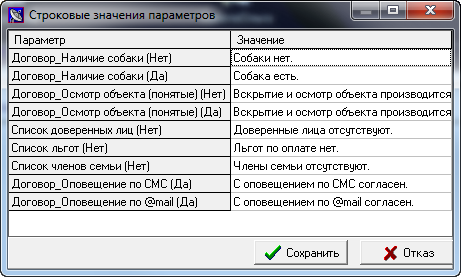 Строковые значения параметров
Параметр Значение
Договор_Наличие собаки (Нет) Собаки нет.
Договор_Наличие собаки (Да) Собака есть.
Договор_Осмотр объекта (понятые) (Нет) Вскрытие и осмотр объекта производится
Договор_Осмотр объекта (понятые) (Да) Вскрытие и осмотр объекта производится
Список доверенных лиц (Нет) Доверенные лица отсутствуют.
Список льгот (Нет) Льгот по оплате нет.
Список членов семьи (Нет) Члены семьи отсутствуют.
Договор_Оповещение по СМС (Да) С оповещением по СМС согласен.
Договор_Оповещение по @mail (Да) С оповещением по @mail согласен.
Сохранить Отказ